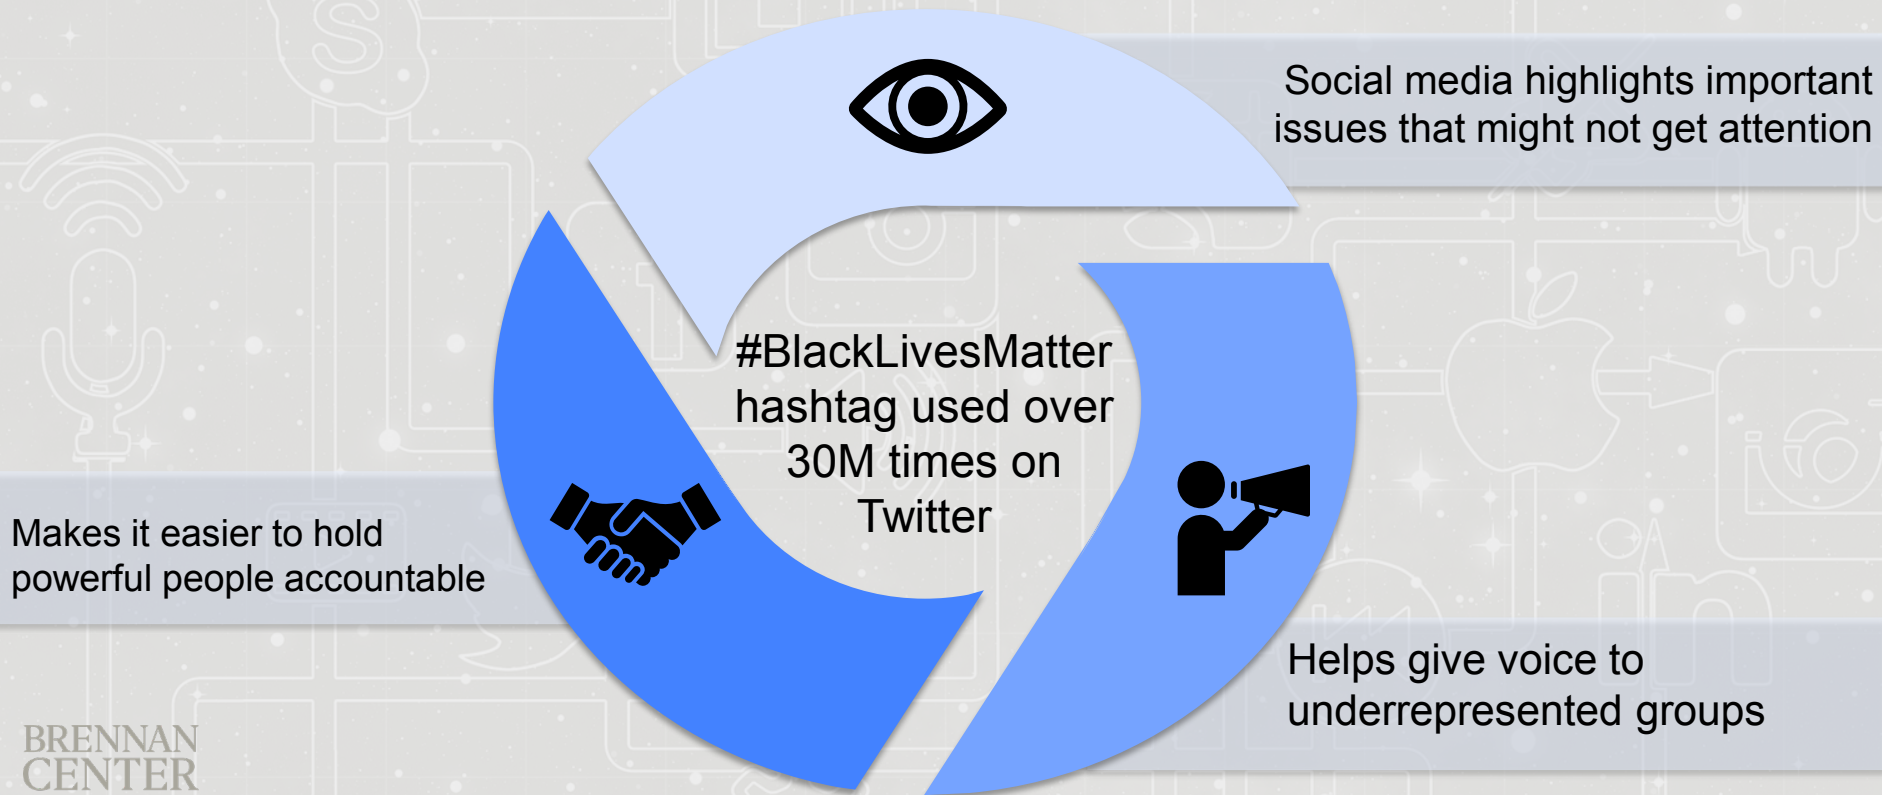 Social media highlights important
issues that might not get attention
#BlackLivesMatter
hashtag used over
30M times on
Twitter
Makes it easier to hold
powerful people accountable
Helps give voice to
underrepresented groups
BRENNAN
CENTER